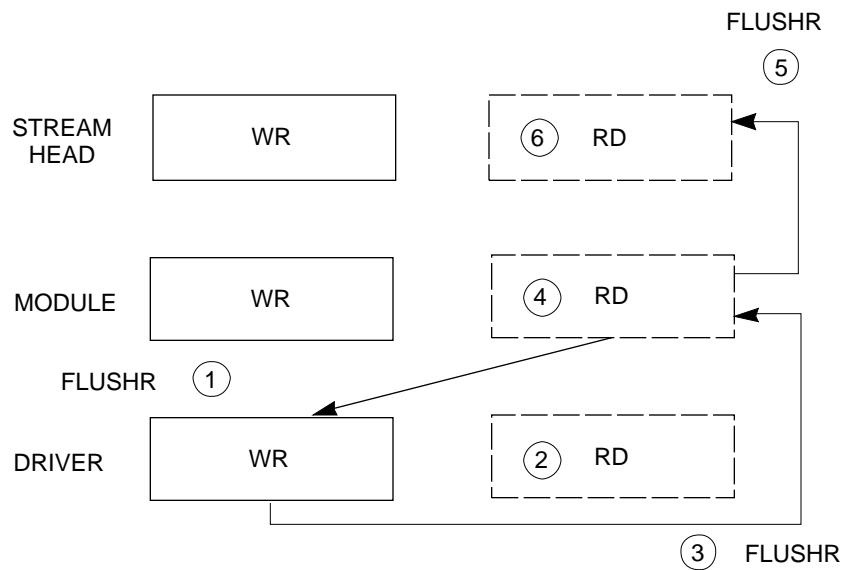 FLUSHR
5
STREAM
HEAD
WR
6
RD
MODULE
WR
4
RD
FLUSHR
1
DRIVER
WR
2
RD
3
FLUSHR